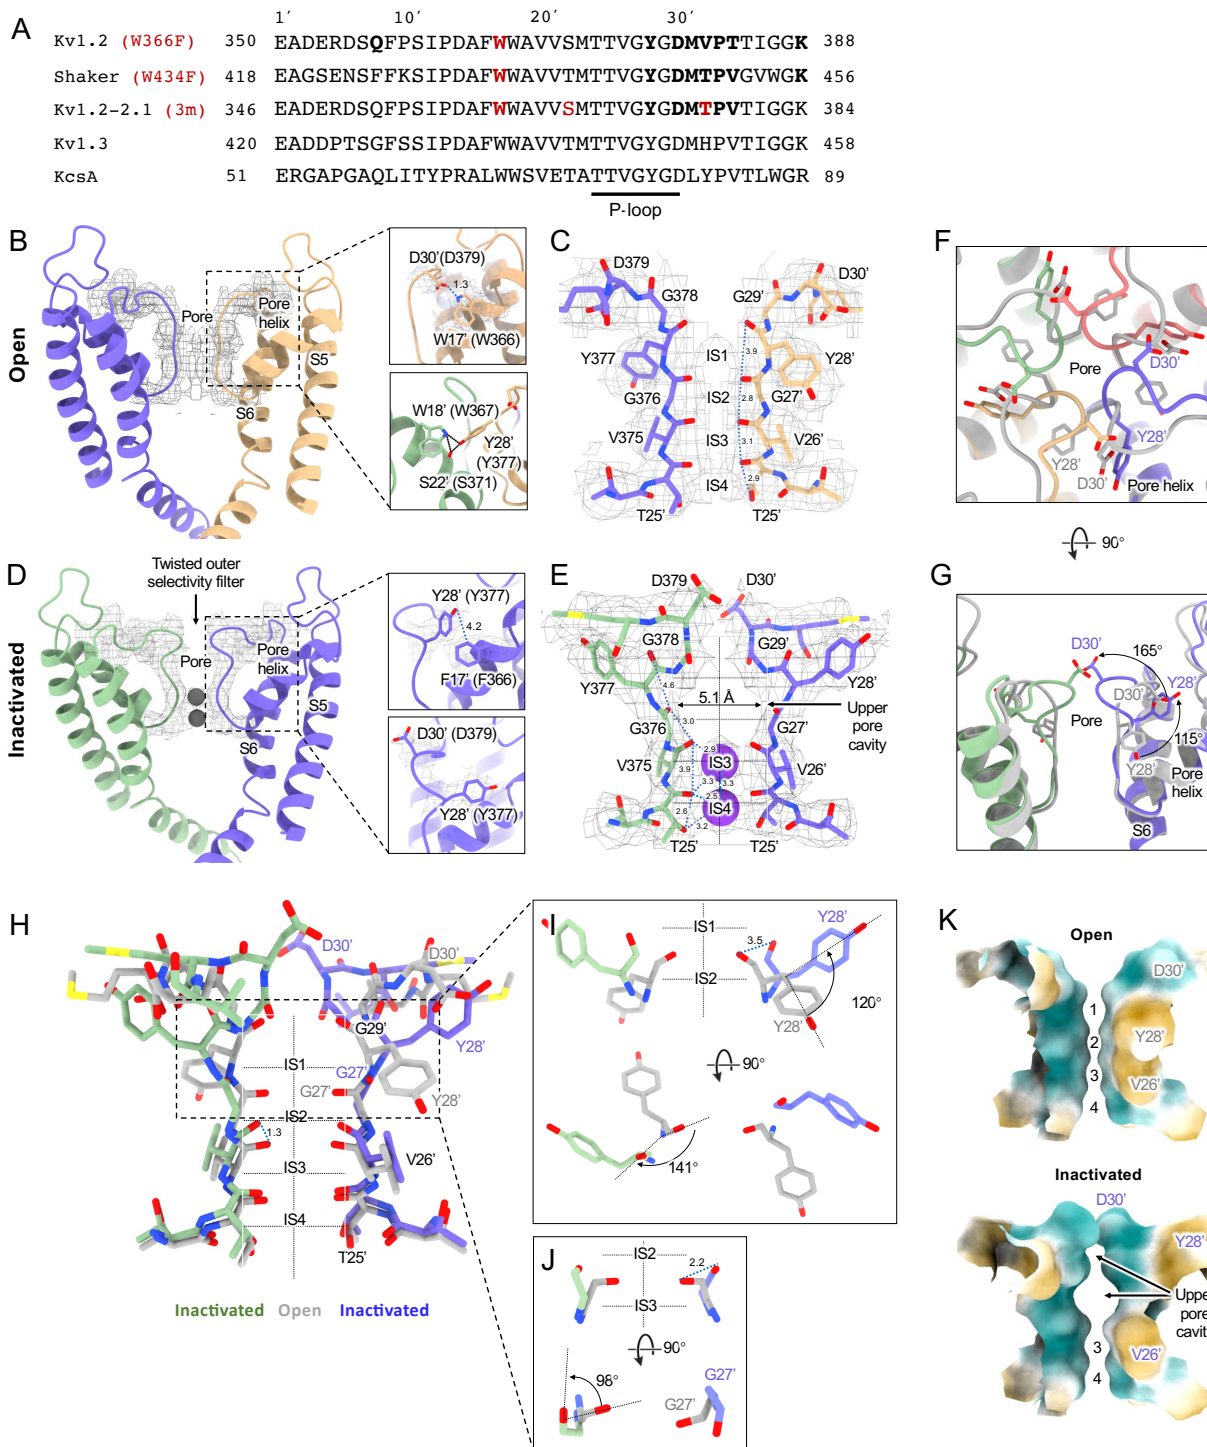 A
1′ 10′ 20′ 30′
Kv1.2 (W366F) 350 EADERDSQFPSIPDAFWWAVVSMTTVGYGDMVPTTIGGK 388
Shaker (W434F) 418 EAGSENSFFKSIPDAFWWAVVTMTTVGYGDMTPVGVWGK 456
Kv1.2-2.1 (3m) 346 EADERDSQFPSIPDAFWWAVVSMTTVGYGDMTPVTIGGK 384
Kv1.3 420 EADDPTSGFSSIPDAFWWAVVTMTTVGYGDMHPVTIGGK 458
KcsA 51 ERGAPGAQLITYPRALWWSVETATTVGYGDLYPVTLWGR 89
P-loop
B
Open
Pore
Pore helix
S5
S6
D30′(D379)
1.3
W17′ (W366)
W18′ (W367)
Y28′ (Y377)
S22′ (S371)
C
D379
G378
Y377
G376
V375
T25′
IS1
IS2
IS3
IS4
3.9
2.8
3.1
2.9
D30′
G29′
Y28′
G27′
V26′
T25′
D
Inactivated
Twisted outer selectivity filter
Pore
Pore helix
S5
S6
Y28′ (Y377)
4.2
F17′ (F366)
D30′ (D379)
Y28′ (Y377)
E
D379
D30′
G378
G29′
Y377
Y28′
4.6
5.1 Å
3.0
Upper pore cavity
G376
G27′
V375
V26′
2.9
IS3
3.9
3.3
3.3
2.5
IS4
2.6
3.2
T25′
T25′
F
D30′
Pore
Y28′
Y28′
D30′
Pore helix
90°
G
D30′
165°
D30′
Y28′
Pore
115°
Y28′
Pore helix
S6
H
D30′
D30′
G29′
Y28′
IS1
G27′
G27′
Y28′
IS2
1.3
V26′
IS3
IS4
T25′
Inactivated Open Inactivated
I
IS1
Y28′
3.5
IS2
120°
Y28′
90°
141°
J
IS2
2.2
IS3
90°
98°
G27′
G27′
K
Open
D30′
1
2
3
4
Y28′
V26′
Inactivated
D30′
Y28′
Upper
pore
cavit
3
4
V26′